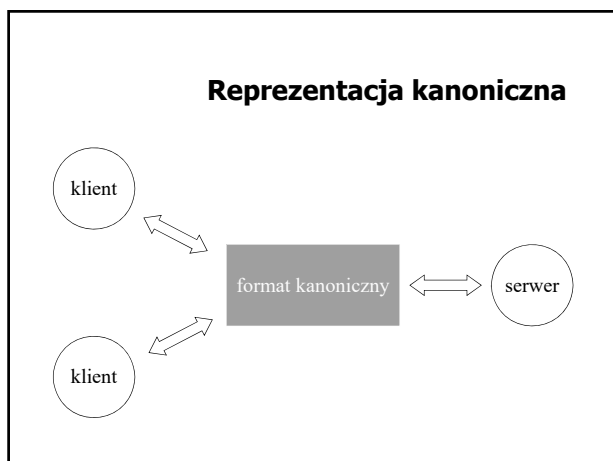 Reprezentacja kanoniczna
klient
format kanoniczny
serwer
klient